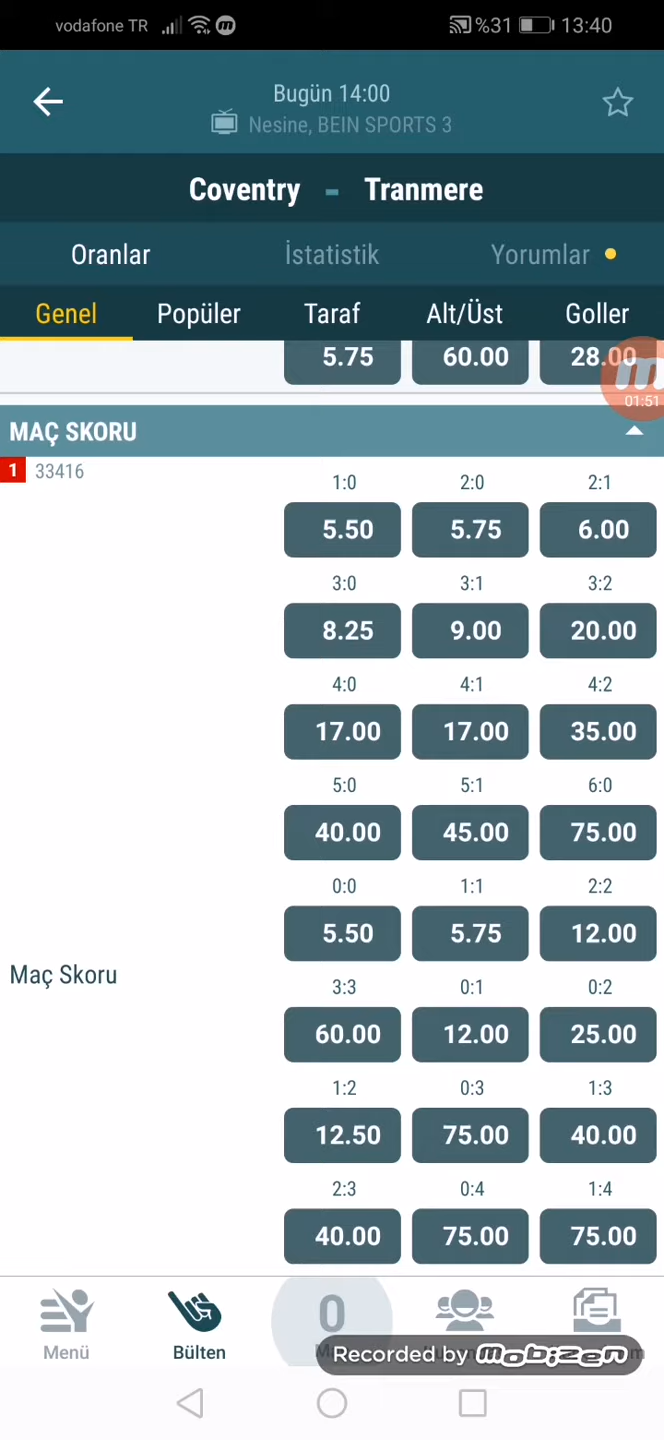 vodafone TR %31 13:40
Bugün 14:00
Nesine, BEIN SPORTS 3
Coventry - Tranmere
Oranlar İstatistik Yorumlar
Genel Popüler Taraf Alt/Üst Goller
5.75 60.00 28.00
01:51
MAÇ SKORU
1 33416
1:0 2:0 2:1
5.50 5.75 6.00
3:0 3:1 3:2
8.25 9.00 20.00
4:0 4:1 4:2
17.00 17.00 35.00
5:0 5:1 6:0
40.00 45.00 75.00
0:0 1:1 2:2
5.50 5.75 12.00
Maç Skoru
3:3 0:1 0:2
60.00 12.00 25.00
1:2 0:3 1:3
12.50 75.00 40.00
2:3 0:4 1:4
40.00 75.00 75.00
0
Menü Bülten
Recorded by mobizen